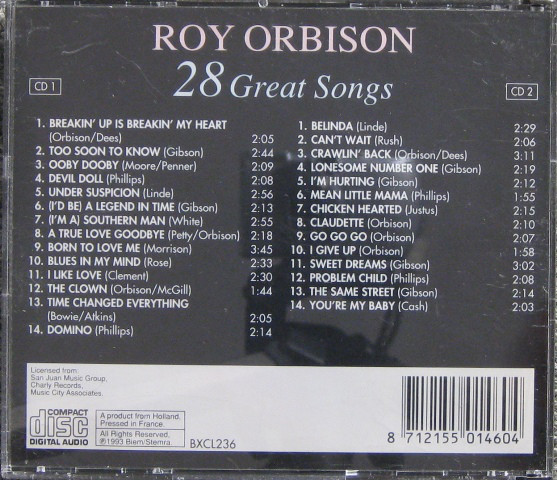 ROY ORBISON
28 Great Songs
CD 1
1. BREAKIN' UP IS BREAKIN' MY HEART
(Orbison/Dees) 2:05
2. TOO SOON TO KNOW (Gibson) 2:44
3. OOBY DOOBY (Moore/Penner) 2:09
4. DEVIL DOLL (Phillips) 2:08
5. UNDER SUSPICION (Linde) 2:56
6. (I'D BE) A LEGEND IN TIME (Gibson) 2:13
7. (I'M A) SOUTHERN MAN (White) 2:55
8. A TRUE LOVE GOODBYE (Petty/Orbison) 2:18
9. BORN TO LOVE ME (Morrison) 3:45
10. BLUES IN MY MIND (Rose) 2:33
11. I LIKE LOVE (Clement) 2:30
12. THE CLOWN (Orbison/McGill) 1:44
13. TIME CHANGED EVERYTHING
(Bowie/Atkins) 2:05
14. DOMINO (Phillips) 2:14
CD 2
1. BELINDA (Linde) 2:29
2. CAN'T WAIT (Rush) 2:06
3. CRAWLIN' BACK (Orbison/Dees) 3:11
4. LONESOME NUMBER ONE (Gibson) 2:19
5. I'M HURTING (Gibson) 2:12
6. MEAN LITTLE MAMA (Phillips) 1:55
7. CHICKEN HEARTED (Justus) 2:15
8. CLAUDETTE (Orbison) 2:10
9. GO GO GO (Orbison) 2:07
10. I GIVE UP (Orbison) 1:58
11. SWEET DREAMS (Gibson) 3:02
12. PROBLEM CHILD (Phillips) 2:08
13. THE SAME STREET (Gibson) 2:14
14. YOU'RE MY BABY (Cash) 2:03
Licensed from:
San Juan Music Group,
Charly Records,
Music City Associates.
COMPACT
disc
DIGITAL AUDIO
A product from Holland.
Pressed in France.
All Rights Reserved.
℗1993 Biem/Stemra.
BXCL236
8 712155 014604